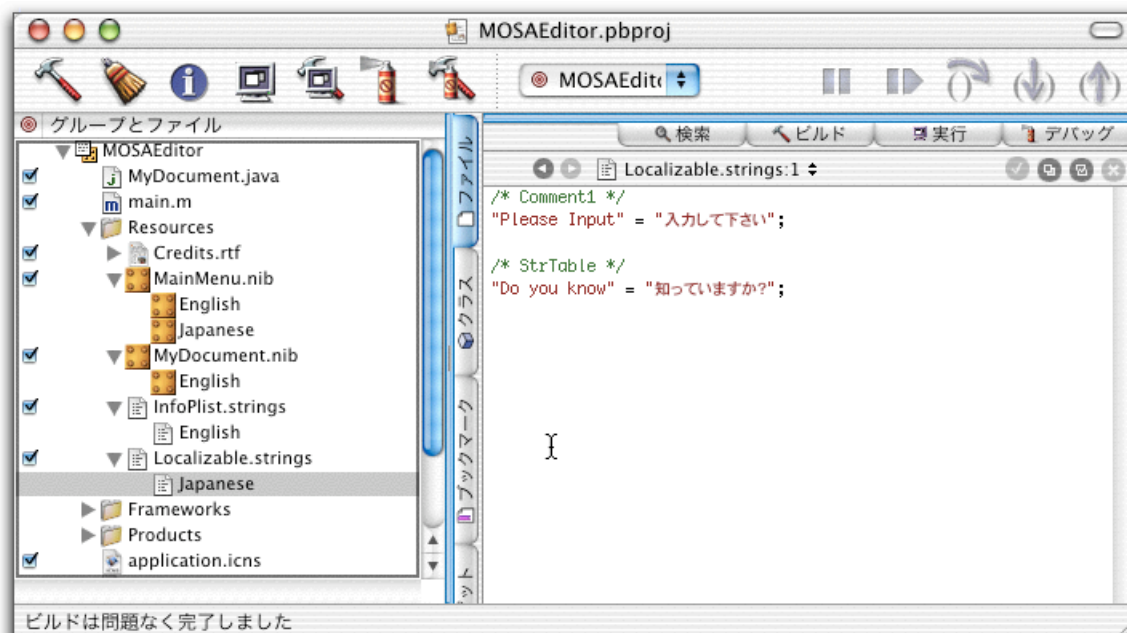 MOSAEditor.pbproj
MOSAEdit
グループとファイル
MOSAEditor
MyDocument.java
main.m
Resources
Credits.rtf
MainMenu.nib
English
Japanese
MyDocument.nib
English
InfoPlist.strings
English
Localizable.strings
Japanese
Frameworks
Products
application.icns
ファイル
クラス
ブックマーク
検索
ビルド
実行
デバッグ
Localizable.strings:1
/* Comment1 */
"Please Input" = "入力して下さい";
/* StrTable */
"Do you know" = "知っていますか?";
ビルドは問題なく完了しました